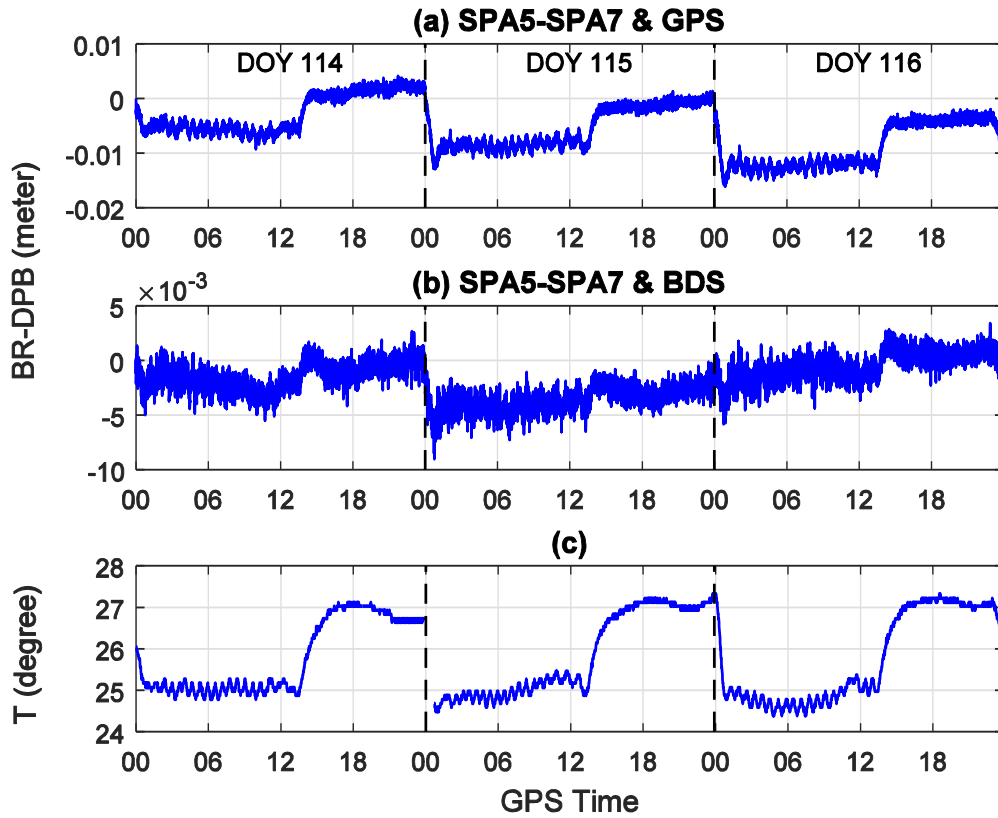 (a) SPA5-SPA7 & GPS
0.01
DOY 114 DOY 115 DOY 116
0
-0.01
-0.02
00 06 12 18 00 06 12 18 00 06 12 18
BR-DPB (meter)
(b) SPA5-SPA7 & BDS
×10⁻³
5
0
-5
-10
00 06 12 18 00 06 12 18 00 06 12 18
(c)
28
27
26
25
24
T (degree)
00 06 12 18 00 06 12 18 00 06 12 18
GPS Time